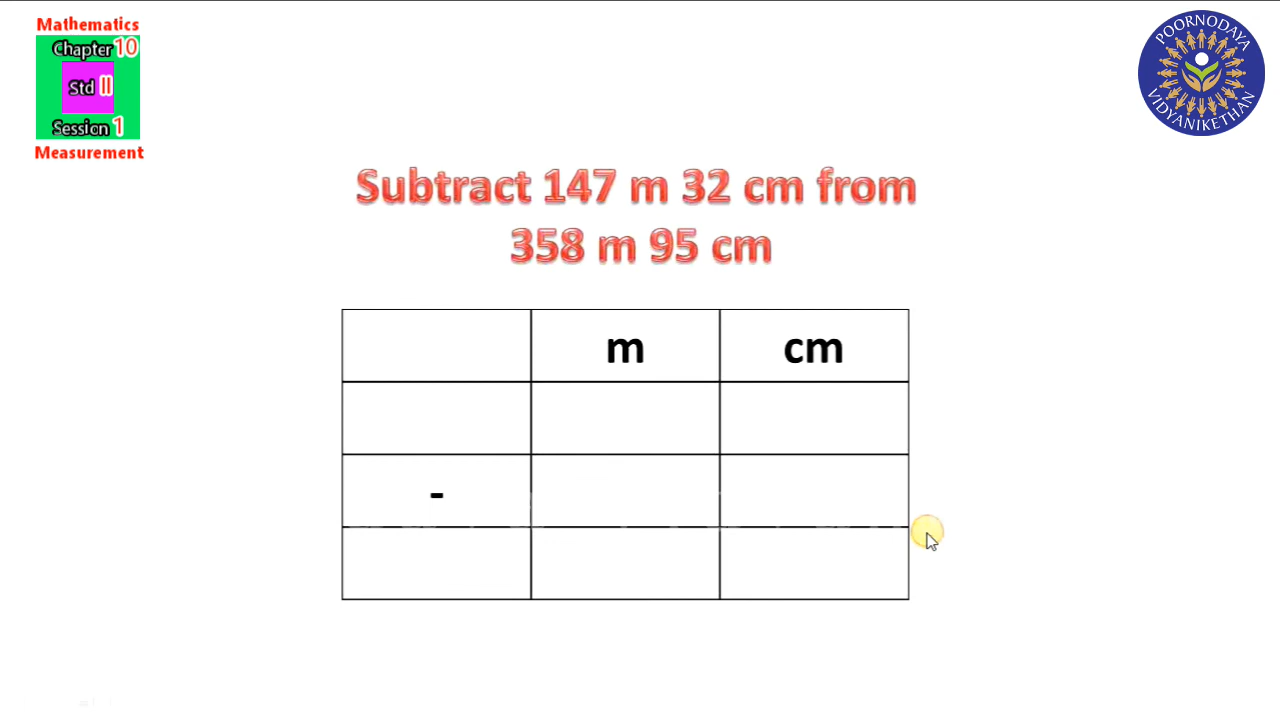 Mathematics
Chapter 10
Std II
Session 1
Measurement
POORNODAYA
VIDYANIKETHAN
Subtract 147 m 32 cm from
358 m 95 cm
m cm
-